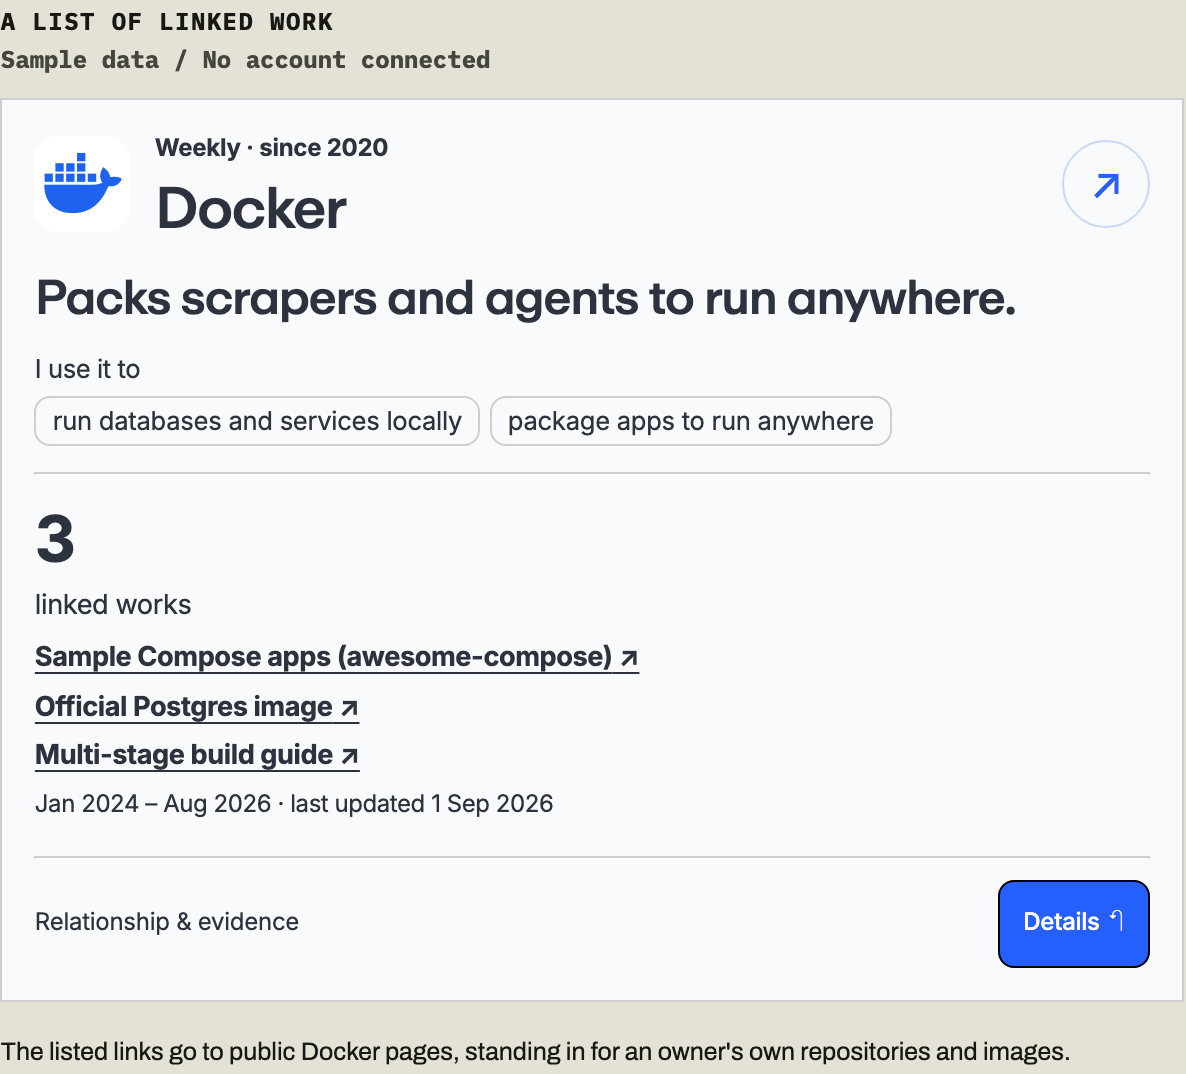 A LIST OF LINKED WORK
Sample data / No account connected
Weekly · since 2020
Docker
Packs scrapers and agents to run anywhere.
I use it to
run databases and services locally
package apps to run anywhere
3
linked works
Sample Compose apps (awesome-compose) ↗
Official Postgres image ↗
Multi-stage build guide ↗
Jan 2024 – Aug 2026 · last updated 1 Sep 2026
Relationship & evidence
Details
The listed links go to public Docker pages, standing in for an owner's own repositories and images.